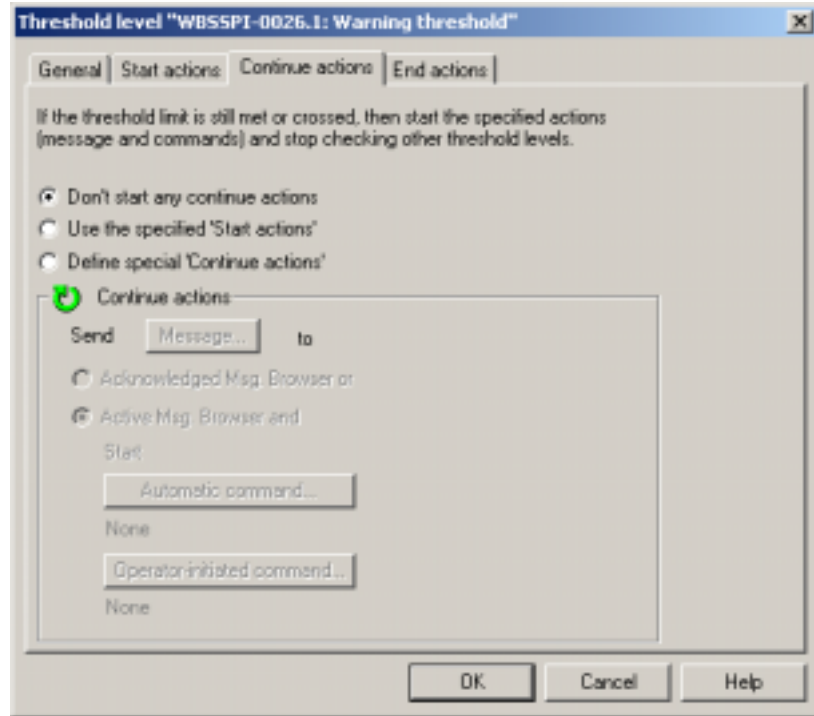 Threshold level "WBSSPI-0026.1: Warning threshold"
General Start actions Continue actions End actions
If the threshold limit is still met or crossed, then start the specified actions
(message and commands) and stop checking other threshold levels.
Don't start any continue actions
Use the specified 'Start actions'
Define special 'Continue actions'
Continue actions
Send Message... to
Acknowledged Msg. Browser or
Active Msg. Browser and
Start
Automatic command...
None
Operator-initiated command...
None
OK Cancel Help